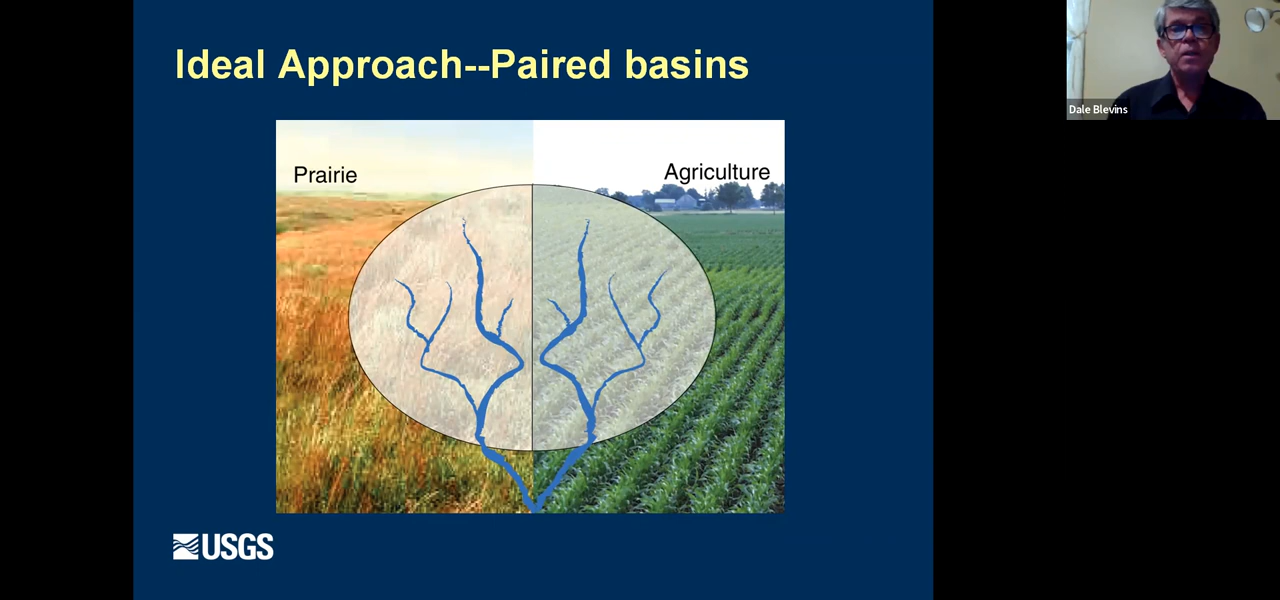 Ideal Approach--Paired basins
Prairie
Agriculture
USGS
Dale Blevins